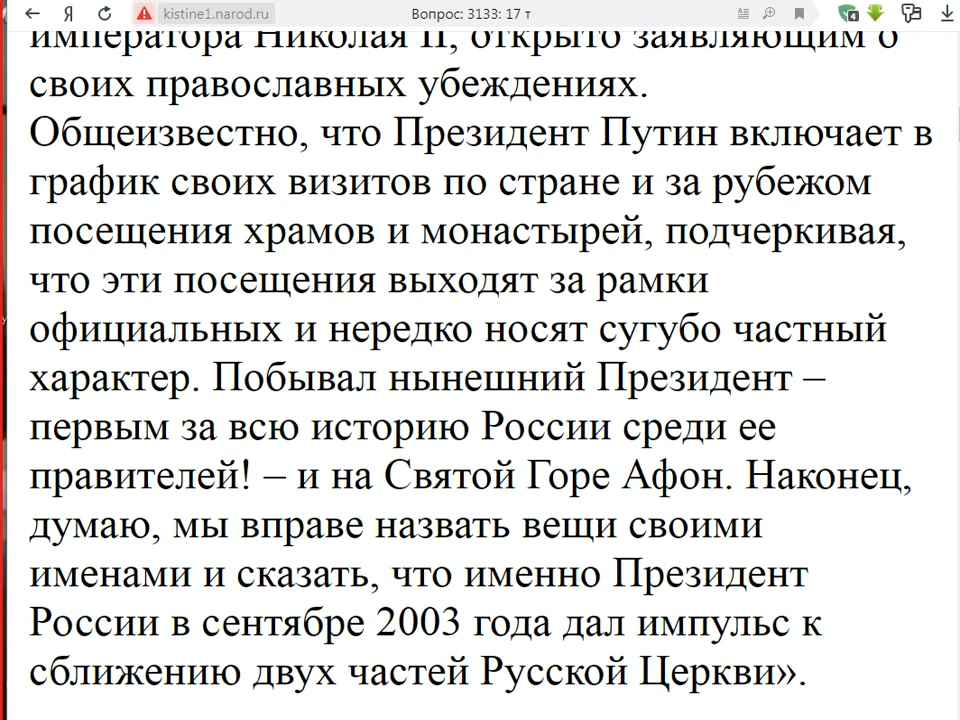 kistine1.narod.ru
Вопрос: 3133: 17 т
4
императора Николая II, открыто заявляющим о
своих православных убеждениях.
Общеизвестно, что Президент Путин включает в
график своих визитов по стране и за рубежом
посещения храмов и монастырей, подчеркивая,
что эти посещения выходят за рамки
официальных и нередко носят сугубо частный
характер. Побывал нынешний Президент –
первым за всю историю России среди ее
правителей! – и на Святой Горе Афон. Наконец,
думаю, мы вправе назвать вещи своими
именами и сказать, что именно Президент
России в сентябре 2003 года дал импульс к
сближению двух частей Русской Церкви».